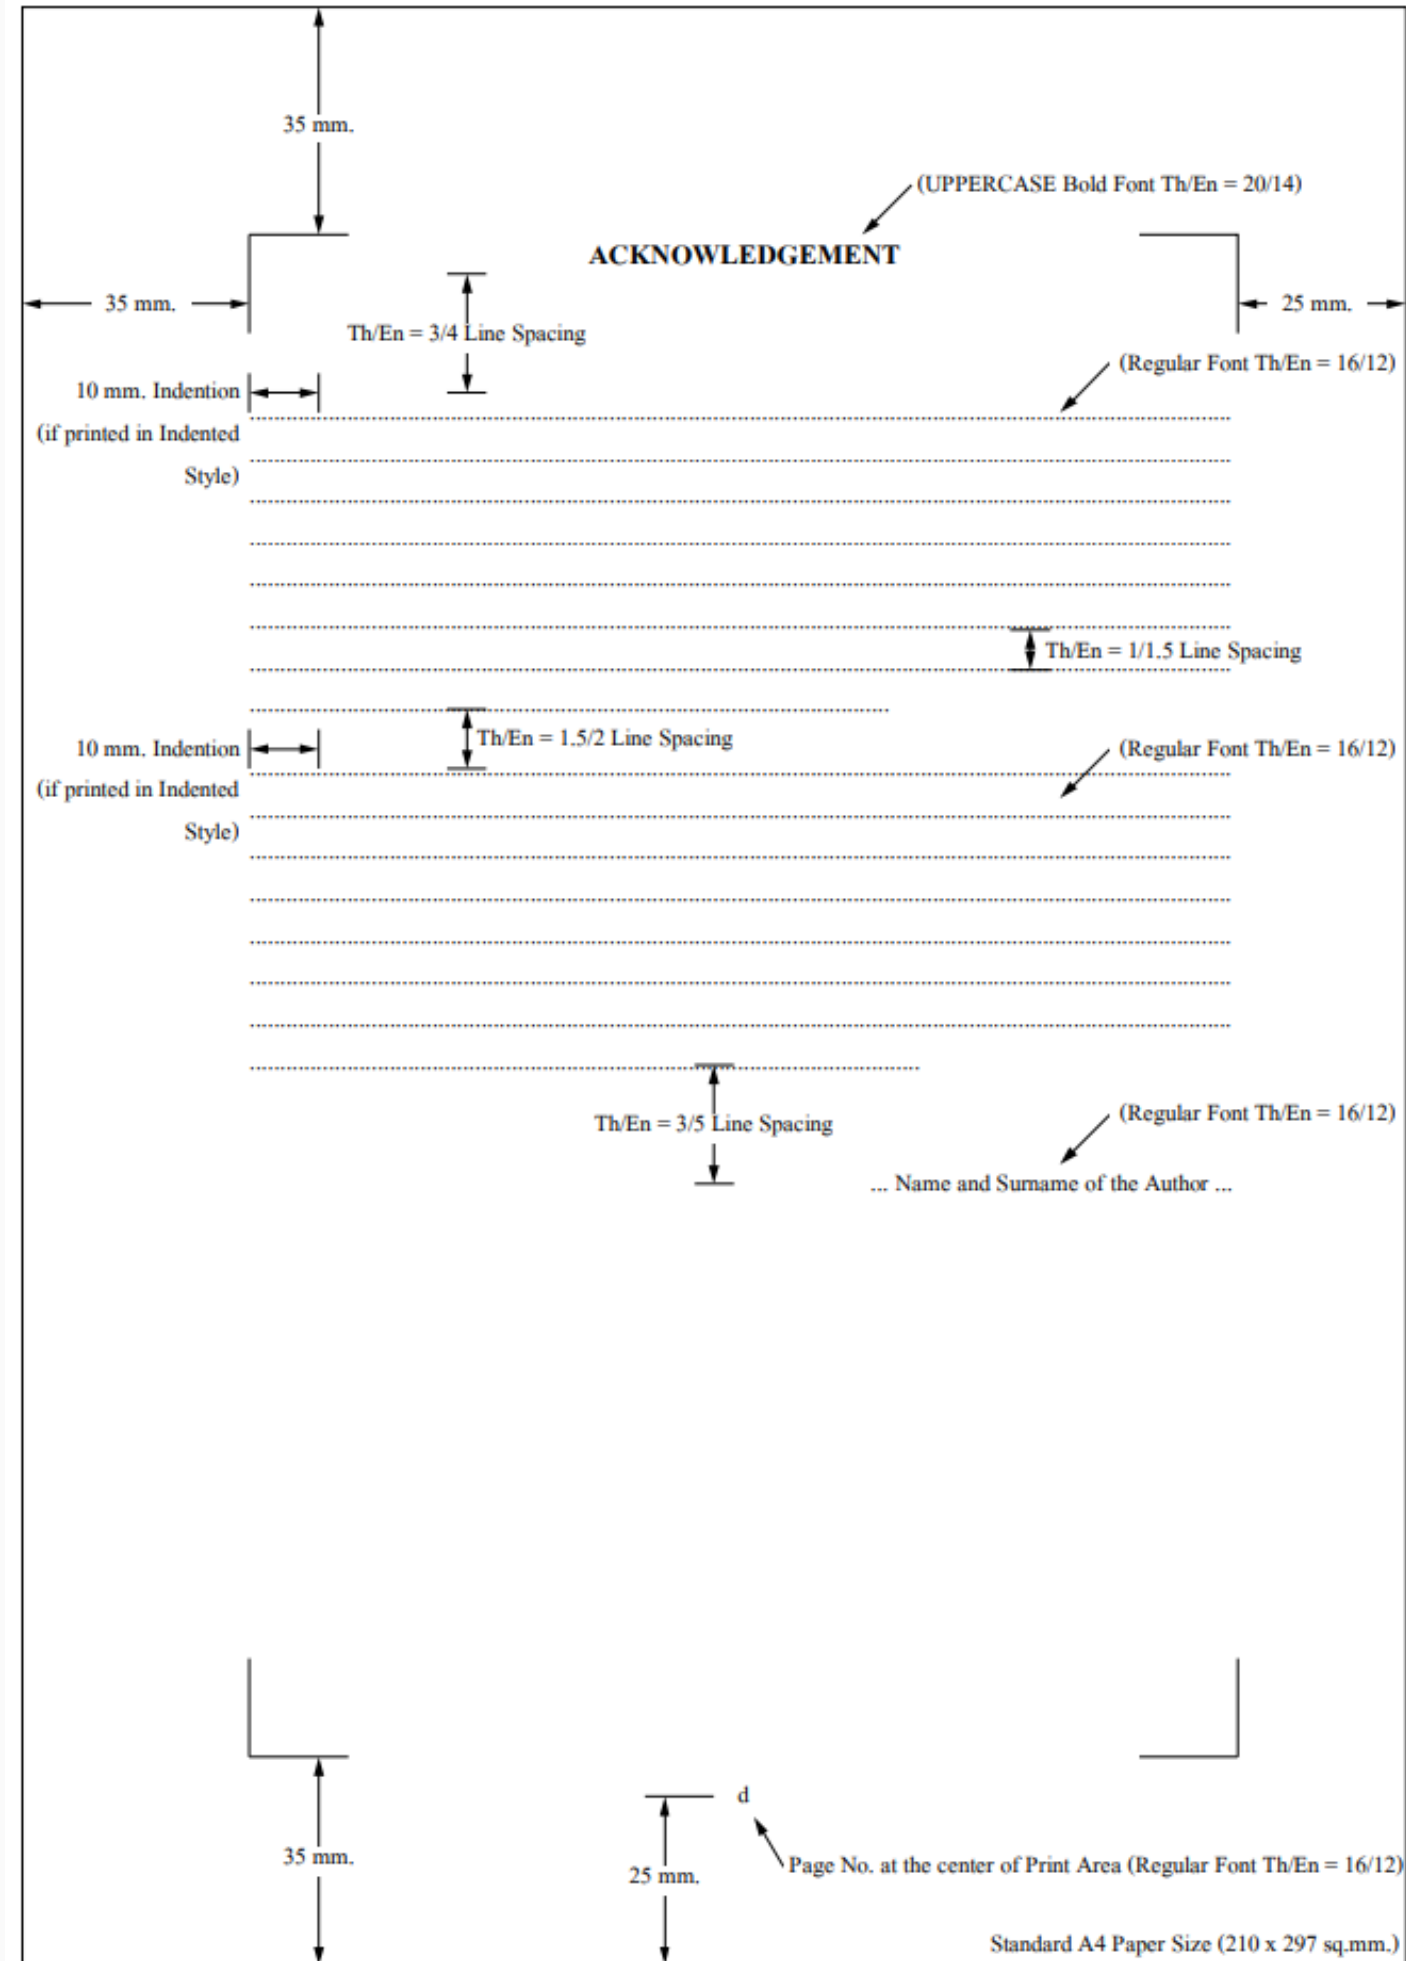 35 mm.
(UPPERCASE Bold Font Th/En = 20/14)
ACKNOWLEDGEMENT
35 mm.
25 mm.
Th/En = 3/4 Line Spacing
(Regular Font Th/En = 16/12)
10 mm. Indention
(if printed in Indented
Style)
Th/En = 1/1.5 Line Spacing
Th/En = 1.5/2 Line Spacing
10 mm. Indention
(if printed in Indented
Style)
(Regular Font Th/En = 16/12)
Th/En = 3/5 Line Spacing
(Regular Font Th/En = 16/12)
... Name and Surname of the Author ...
d
35 mm.
25 mm.
Page No. at the center of Print Area (Regular Font Th/En = 16/12)
Standard A4 Paper Size (210 x 297 sq.mm.)